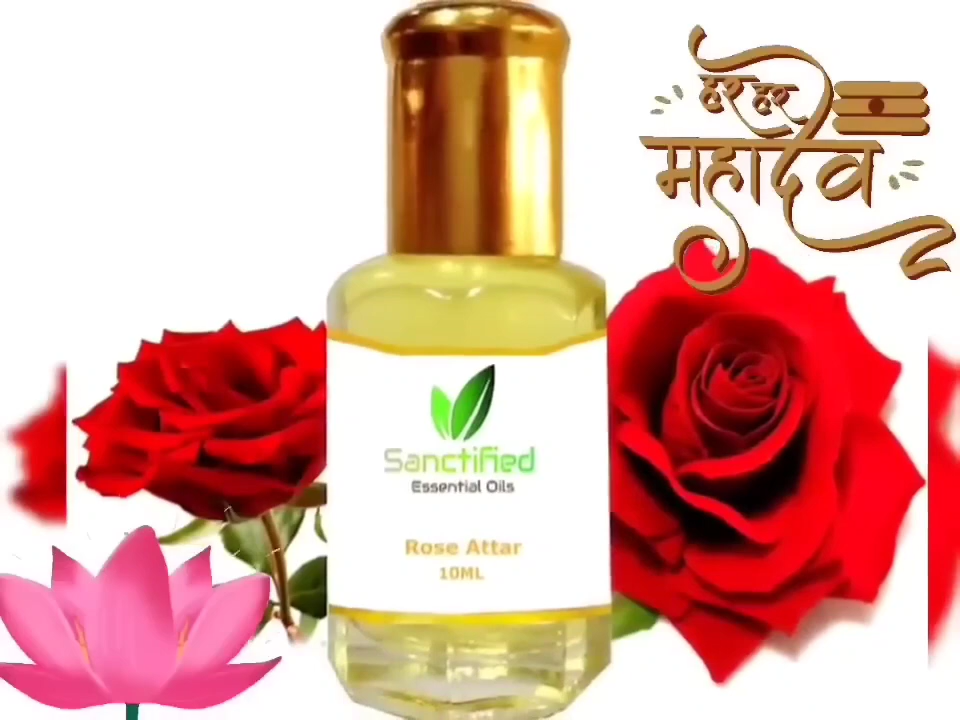 हर हर
महादेव
Sanctified
Essential Oils
Rose Attar
10ML